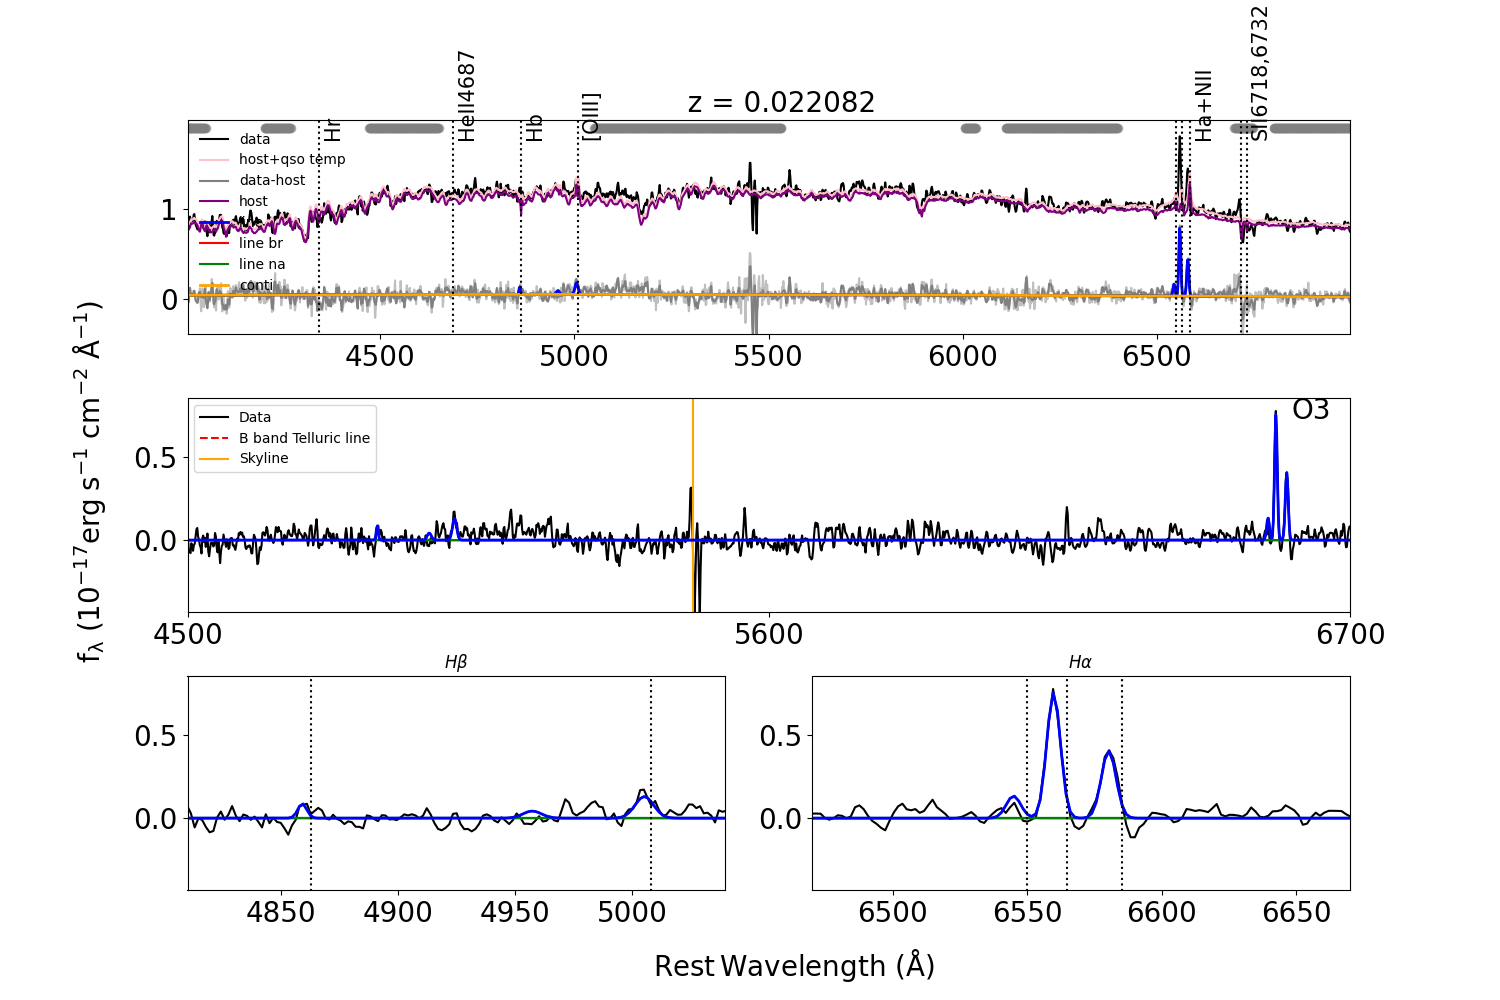 z = 0.022082
Hr
HeII4687
Hb
[OIII]
Ha+NII
SII6718,6732
data
host+qso temp
data-host
host
line br
line na
conti
1
0
4500
5000
5500
6000
6500
f_λ (10^−17 erg s^−1 cm^−2 Å^−1)
Data
B band Telluric line
Skyline
O3
0.5
0.0
4500
5600
6700
Hβ
0.5
0.0
4850
4900
4950
5000
Hα
0.5
0.0
6500
6550
6600
6650
Rest Wavelength (Å)